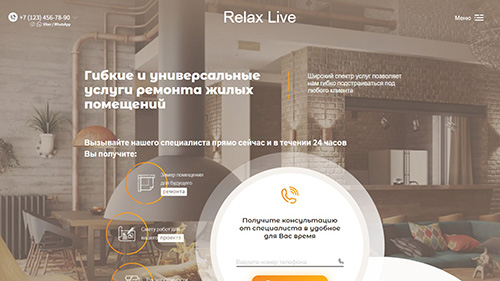 +7 (123) 456-78-90
Viber / WhatsApp
Relax Live
Меню
Гибкие и универсальные
услуги ремонта жилых
помещений
Широкий спектр услуг позволяет
нам гибко подстраиваться под
любого клиента
Вызывайте нашего специалиста прямо сейчас и в течении 24 часов
Вы получите:
Замер помещения
для будущего
ремонта
Смету работ для
вашего проекта
Получите консультацию
от специалиста в удобное
для Вас время
Введите номер телефона